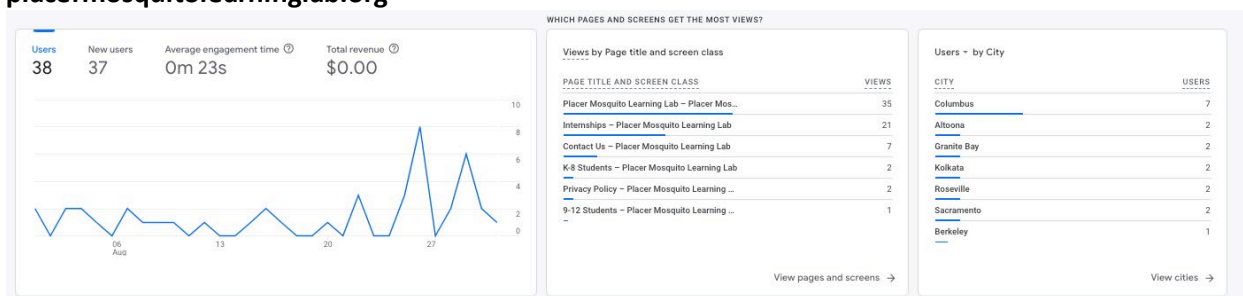 placermosquitolearninglab.org
WHICH PAGES AND SCREENS GET THE MOST VIEWS?
Users New users Average engagement time Total revenue
38 37 0m 23s $0.00
10
8
6
4
2
0
06 13 20 27
Aug
Views by Page title and screen class
PAGE TITLE AND SCREEN CLASS VIEWS
Placer Mosquito Learning Lab – Placer Mos... 35
Internships – Placer Mosquito Learning Lab 21
Contact Us – Placer Mosquito Learning Lab 7
K-8 Students – Placer Mosquito Learning Lab 2
Privacy Policy – Placer Mosquito Learning ... 2
9-12 Students – Placer Mosquito Learning ... 1
View pages and screens →
Users by City
CITY USERS
Columbus 7
Altoona 2
Granite Bay 2
Kolkata 2
Roseville 2
Sacramento 2
Berkeley 1
View cities →